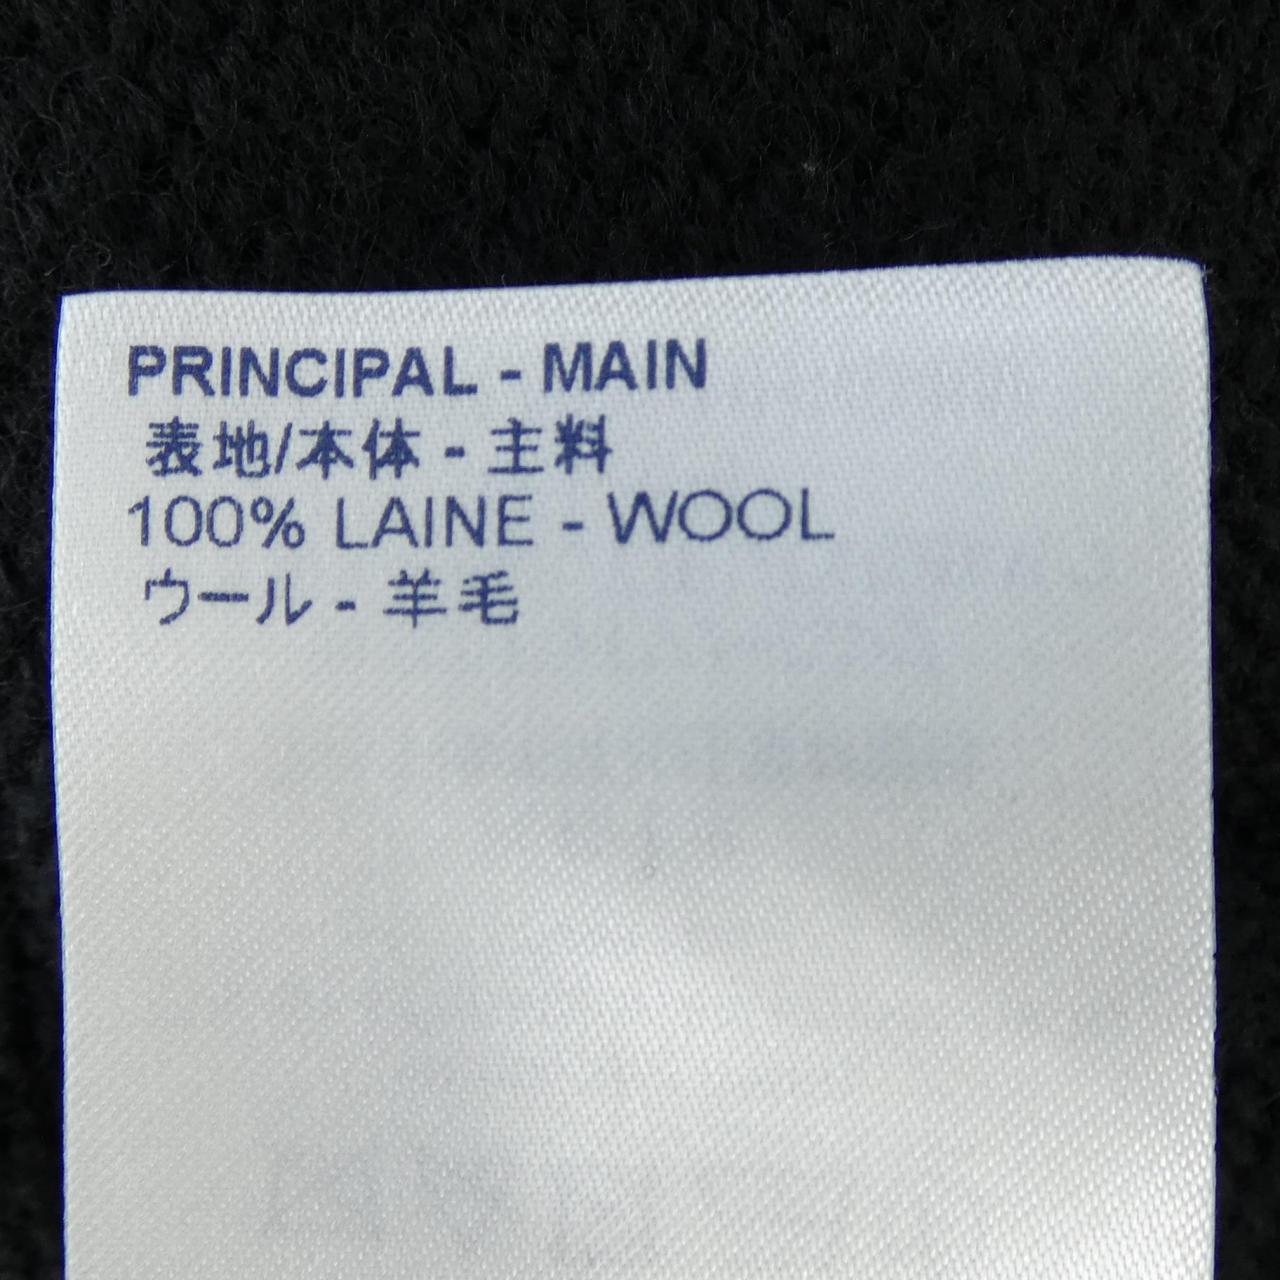 PRINCIPAL - MAIN
表地/本体 - 主料
100% LAINE - WOOL
ウール - 羊毛